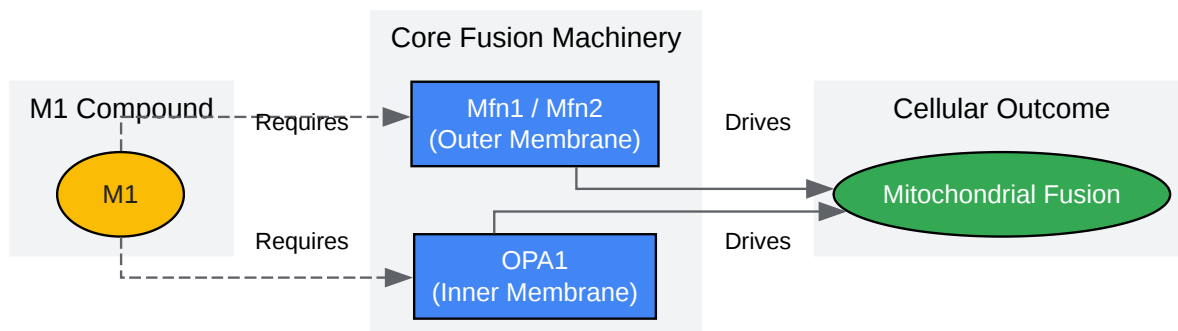 Core Fusion Machinery
M1 Compound
Requires
Mfn1 / Mfn2
(Outer Membrane)
Drives
Cellular Outcome
M1
Mitochondrial Fusion
Requires
OPA1
(Inner Membrane)
Drives